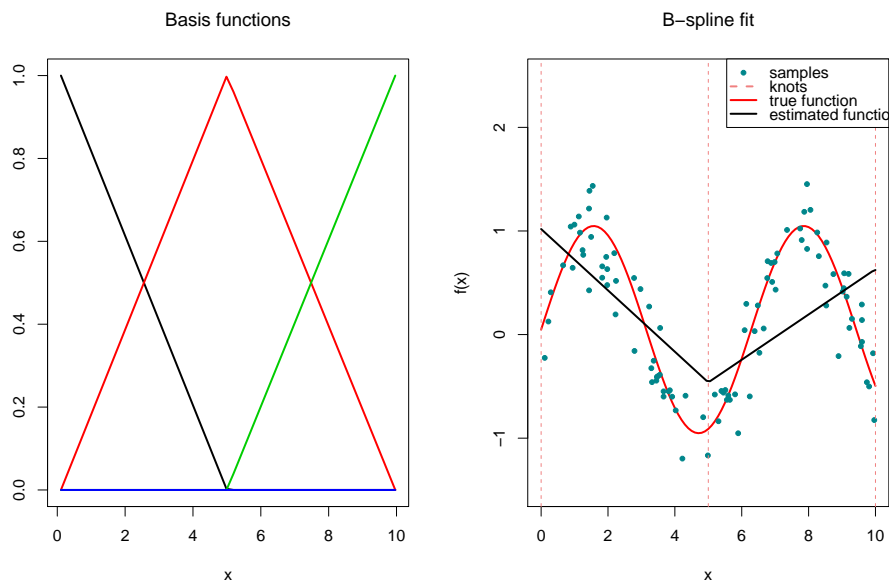 Basis functions
1.0
0.8
0.6
0.4
0.2
0.0
0 2 4 6 8 10
x
B−spline fit
samples
knots
true function
estimated functio
f(x)
2
1
0
−1
0 2 4 6 8 10
x